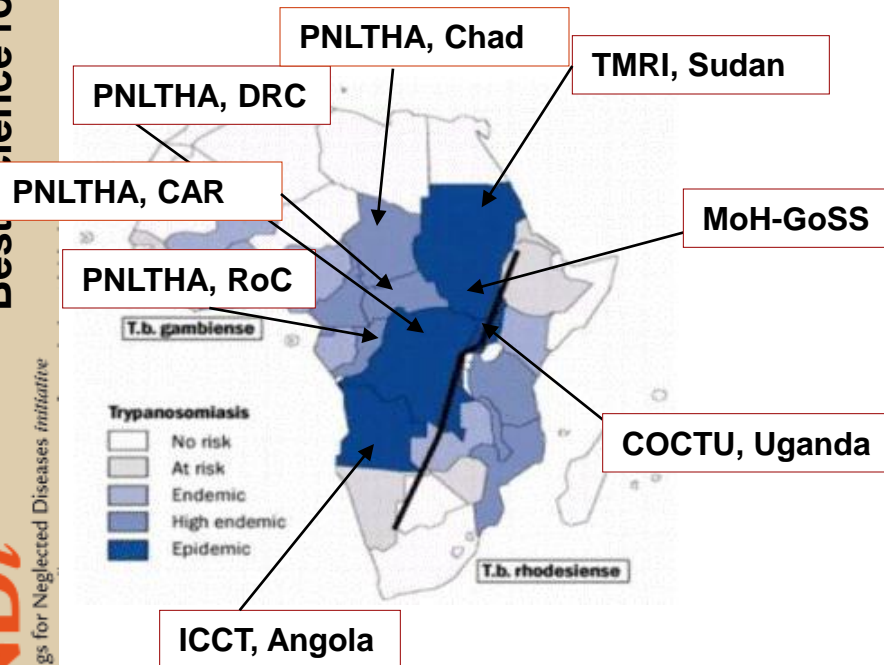 PNLTHA, Chad
TMRI, Sudan
PNLTHA, DRC
PNLTHA, CAR
MoH-GoSS
PNLTHA, RoC
T.b. gambiense
Trypanosomiasis
No risk
At risk
Endemic
High endemic
Epidemic
COCTU, Uganda
T.b. rhodesiense
ICCT, Angola
Best
for Neglected Diseases initiative